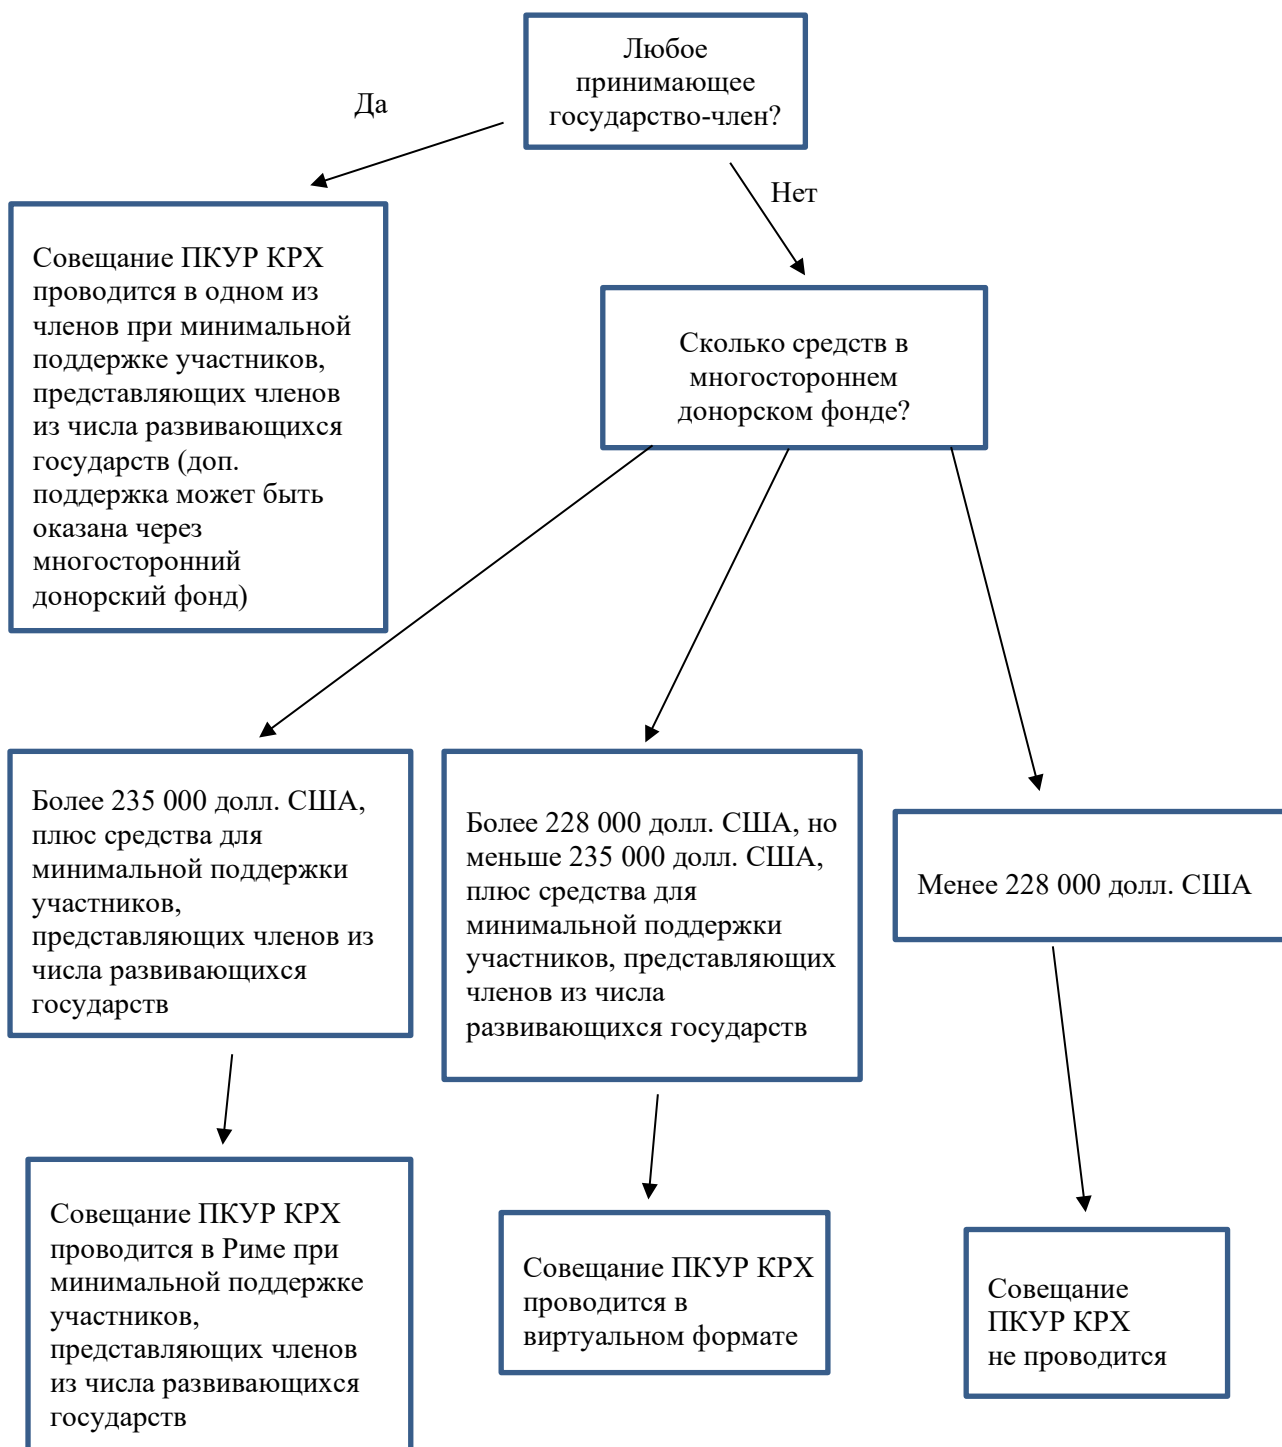 Любое
принимающее
государство-член?
Да
Нет
Совещание ПКУР КРХ
проводится в одном из
членов при минимальной
поддержке участников,
представляющих членов
из числа развивающихся
государств (доп.
поддержка может быть
оказана через
многосторонний
донорский фонд)
Сколько средств в
многостороннем
донорском фонде?
Более 235 000 долл. США,
плюс средства для
минимальной поддержки
участников,
представляющих членов из
числа развивающихся
государств
Более 228 000 долл. США, но
меньше 235 000 долл. США,
плюс средства для
минимальной поддержки
участников, представляющих
членов из числа
развивающихся государств
Менее 228 000 долл. США
Совещание ПКУР КРХ
проводится в Риме при
минимальной поддержке
участников,
представляющих членов
из числа развивающихся
государств
Совещание ПКУР КРХ
проводится в
виртуальном формате
Совещание
ПКУР КРХ
не проводится